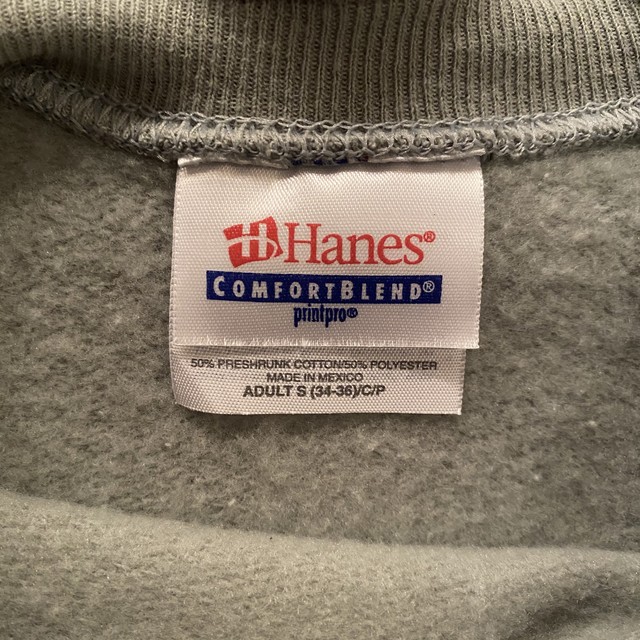 Hanes®
COMFORTBLEND®
printpro®
50% PRESHRUNK COTTON/50% POLYESTER
MADE IN MEXICO
ADULT S (34-36)/C/P